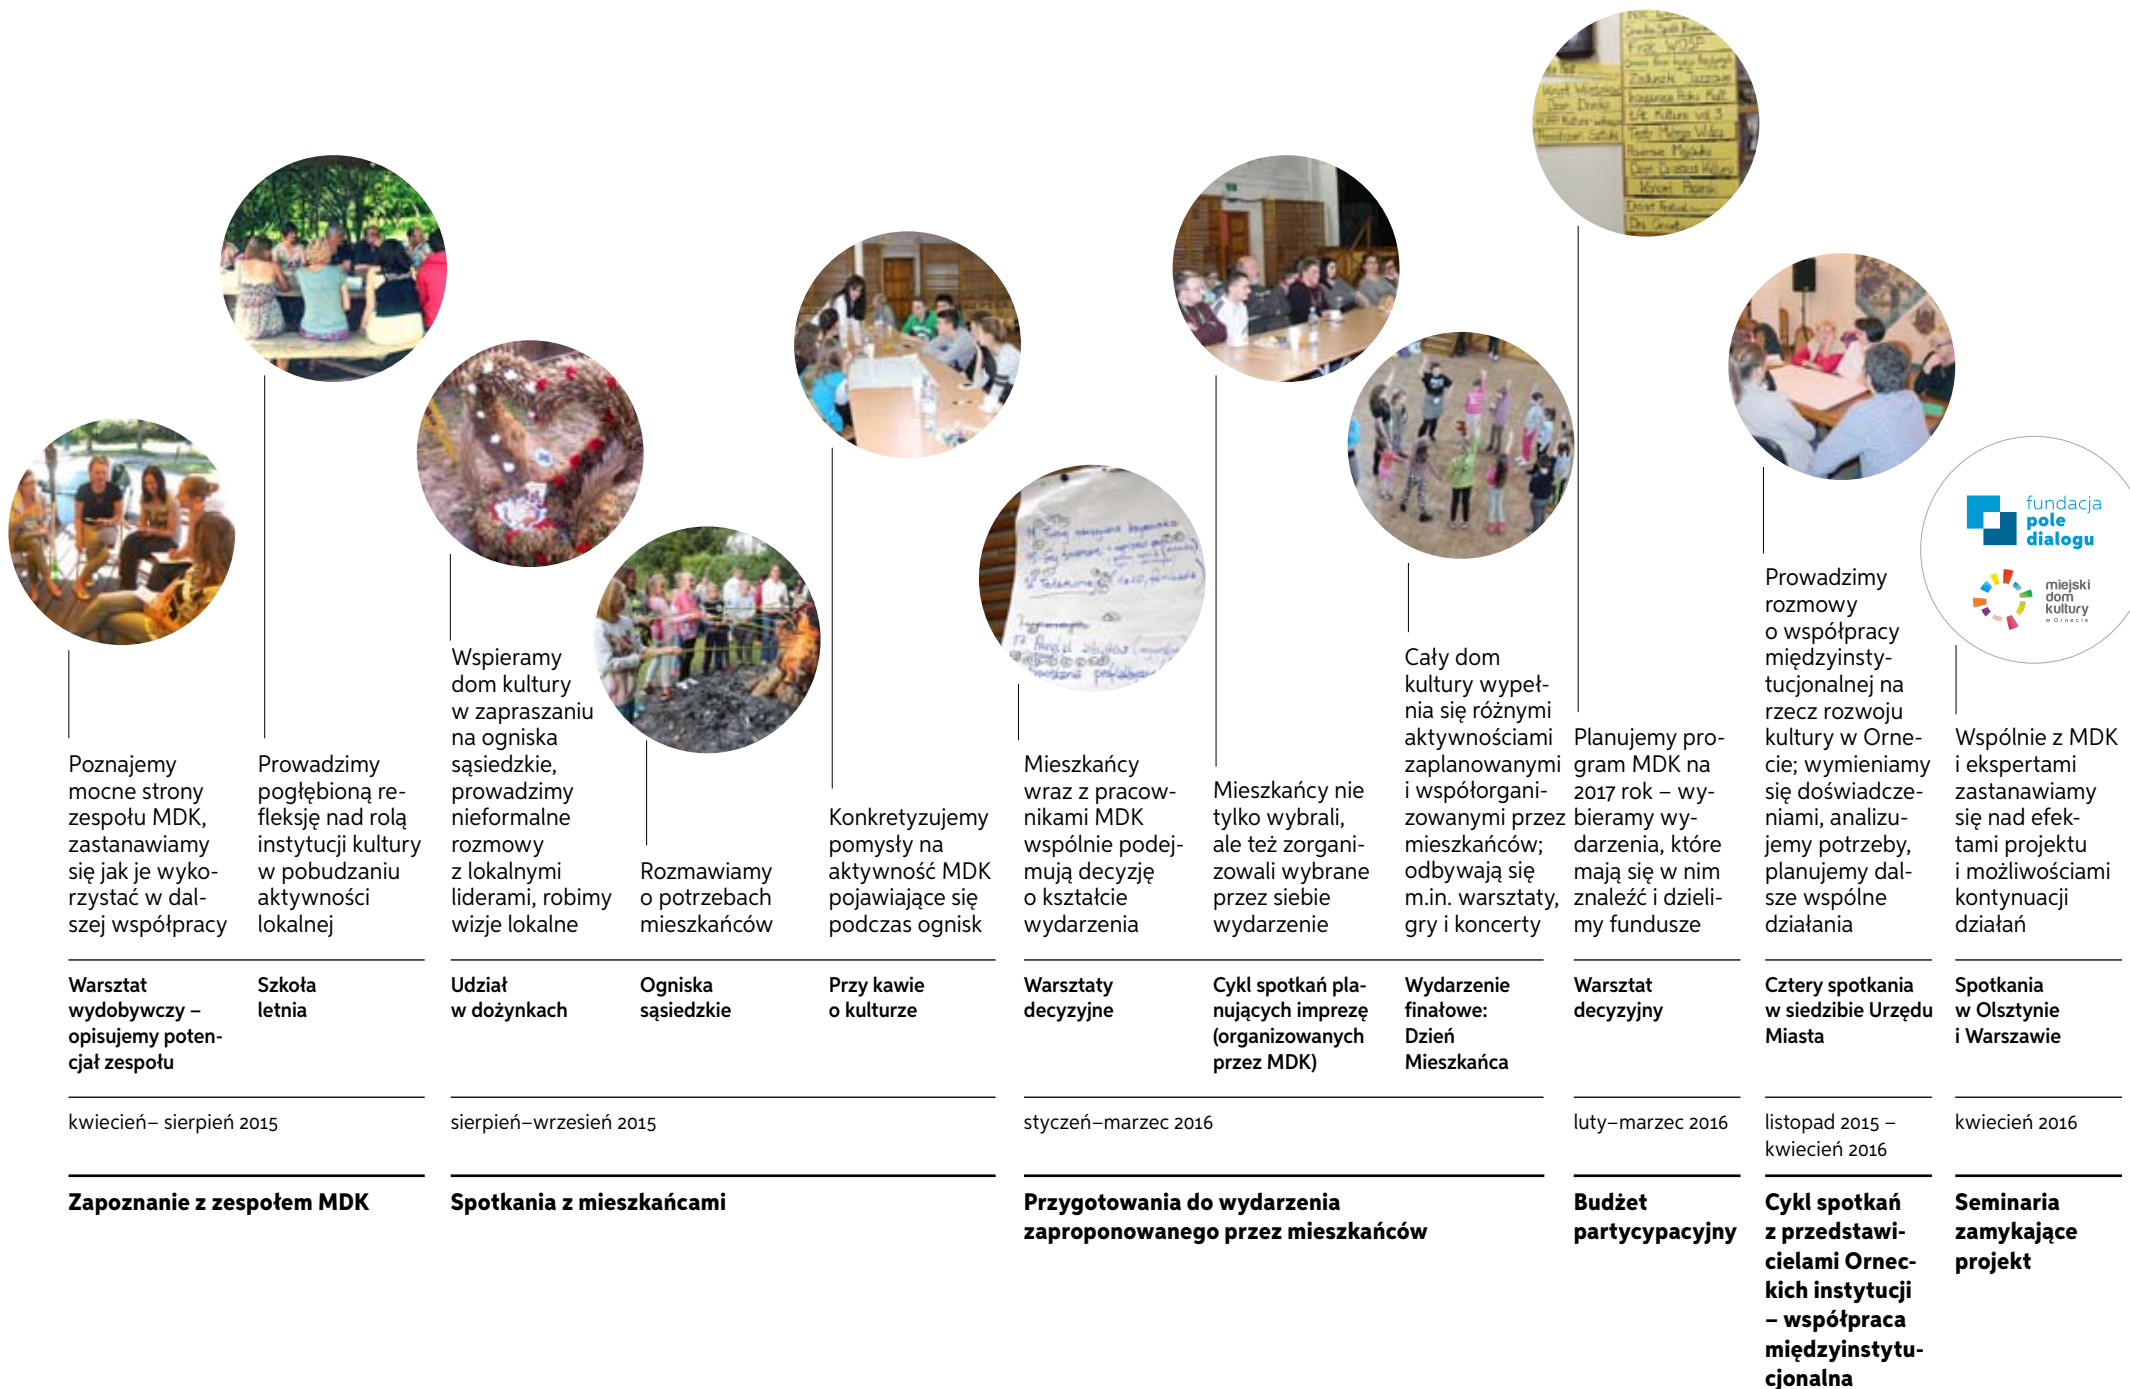 fundacja
pole
dialogu
miejski
dom
kultury
w Ornecie
Poznajemy
mocne strony
zespołu MDK,
zastanawiamy
się jak je wyko-
rzystać w dal-
szej współpracy
Prowadzimy
pogłębioną re-
fleksję nad rolą
instytucji kultury
w pobudzaniu
aktywności
lokalnej
Wspieramy
dom kultury
w zapraszaniu
na ogniska
sąsiedzkie,
prowadzimy
nieformalne
rozmowy
z lokalnymi
liderami, robimy
wizje lokalne
Rozmawiamy
o potrzebach
mieszkańców
Konkretyzujemy
pomysły na
aktywność MDK
pojawiające się
podczas ognisk
Mieszkańcy
wraz z pracow-
nikami MDK
wspólnie podej-
mują decyzję
o kształcie
wydarzenia
Mieszkańcy nie
tylko wybrali,
ale też zorgani-
zowali wybrane
przez siebie
wydarzenie
Cały dom
kultury wypeł-
nia się różnymi
aktywnościami
zaplanowanymi
i współorgani-
zowanymi przez
mieszkańców;
odbywają się
m.in. warsztaty,
gry i koncerty
Planujemy pro-
gram MDK na
2017 rok – wy-
bieramy wy-
darzenia, które
mają się w nim
znaleźć i dzieli-
my fundusze
Prowadzimy
rozmowy
o współpracy
międzyinsty-
tucjonalnej na
rzecz rozwoju
kultury w Orne-
cie; wymieniamy
się doświadcze-
niami, analizu-
jemy potrzeby,
planujemy dal-
sze wspólne
działania
Wspólnie z MDK
i ekspertami
zastanawiamy
się nad efek-
tami projektu
i możliwościami
kontynuacji
działań
Warsztat
wydobywczy –
opisujemy poten-
cjał zespołu
Szkoła
letnia
Udział
w dożynkach
Ogniska
sąsiedzkie
Przy kawie
o kulturze
Warsztaty
decyzyjne
Cykl spotkań pla-
nujących imprezę
(organizowanych
przez MDK)
Wydarzenie
finałowe:
Dzień
Mieszkańca
Warsztat
decyzyjny
Cztery spotkania
w siedzibie Urzędu
Miasta
Spotkania
w Olsztynie
i Warszawie
kwiecień– sierpień 2015
sierpień–wrzesień 2015
styczeń–marzec 2016
luty–marzec 2016
listopad 2015 –
kwiecień 2016
kwiecień 2016
Zapoznanie z zespołem MDK
Spotkania z mieszkańcami
Przygotowania do wydarzenia
zaproponowanego przez mieszkańców
Budżet
partycypacyjny
Cykl spotkań
z przedstawi-
cielami Ornec-
kich instytucji
– współpraca
międzyinstytu-
cjonalna
Seminaria
zamykające
projekt